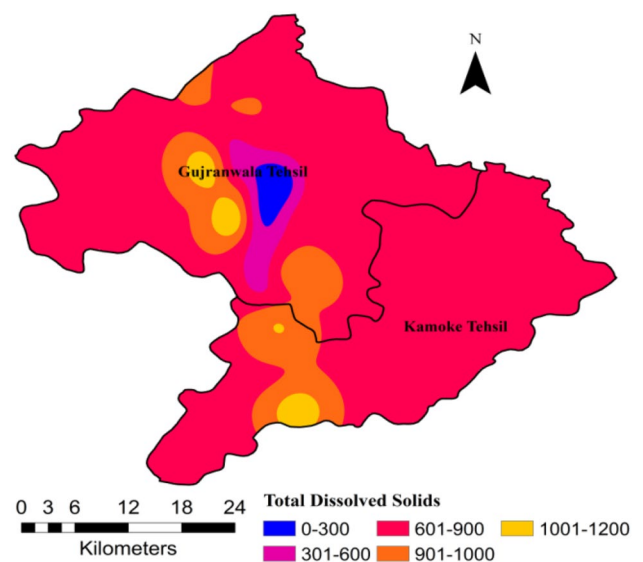 N
Gujranwala Tehsil
Kamoke Tehsil
0 3 6 12 18 24
Kilometers
Total Dissolved Solids
0-300 601-900 1001-1200
301-600 901-1000